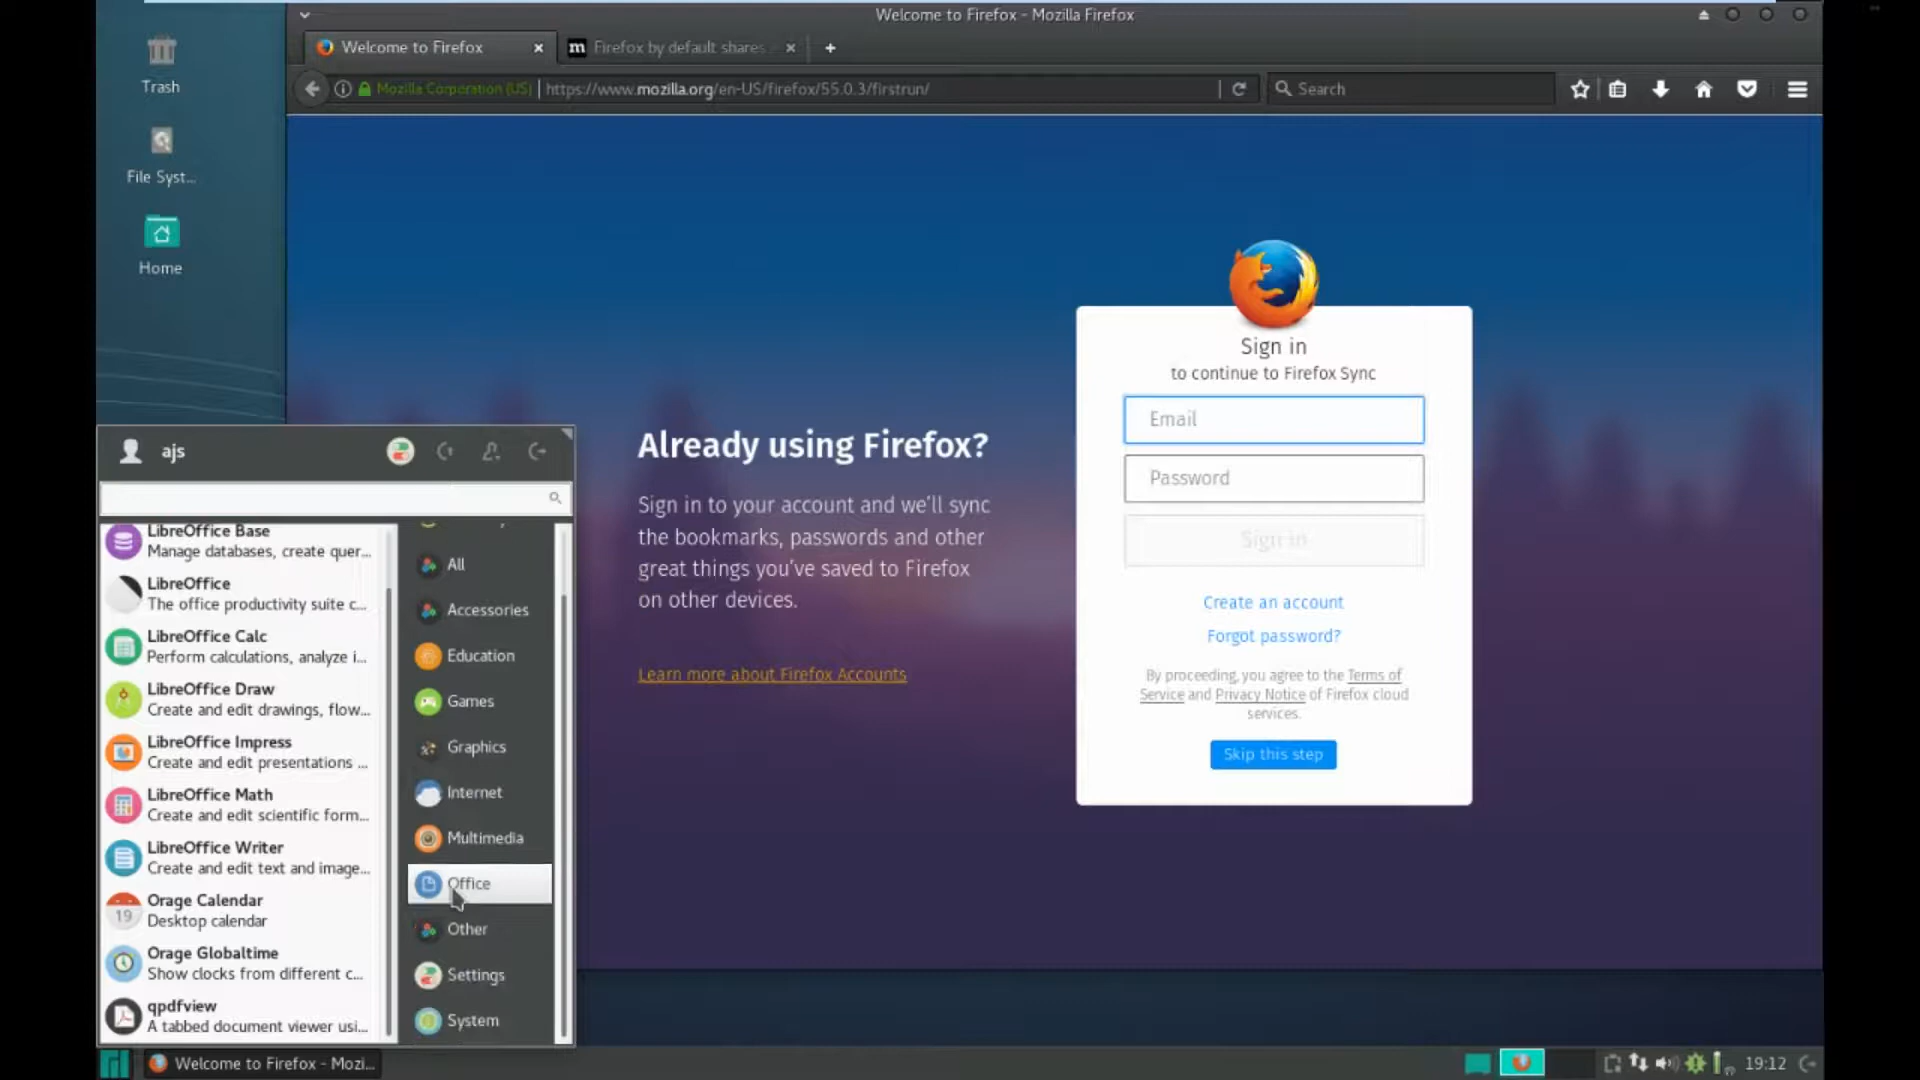 Welcome to Firefox - Mozilla Firefox
Trash
File Syst...
Home
Welcome to Firefox
m Firefox by default shares
Mozilla Corporation (US)
https://www.mozilla.org/en-US/firefox/55.0.3/firstrun/
Search
Already using Firefox?
Sign in to your account and we'll sync
the bookmarks, passwords and other
great things you've saved to Firefox
on other devices.
Learn more about Firefox Accounts
Sign in
to continue to Firefox Sync
Email
Password
Sign in
Create an account
Forgot password?
By proceeding, you agree to the Terms of
Service and Privacy Notice of Firefox cloud
services.
Skip this step
ajs
LibreOffice Base
Manage databases, create quer...
LibreOffice
The office productivity suite c...
LibreOffice Calc
Perform calculations, analyze i...
LibreOffice Draw
Create and edit drawings, flow...
LibreOffice Impress
Create and edit presentations ...
LibreOffice Math
Create and edit scientific form...
LibreOffice Writer
Create and edit text and image...
19
Orage Calendar
Desktop calendar
Orage Globaltime
Show clocks from different c...
qpdfview
A tabbed document viewer usi...
All
Accessories
Education
Games
Graphics
Internet
Multimedia
Office
Other
Settings
System
Welcome to Firefox - Mozi...
19:12